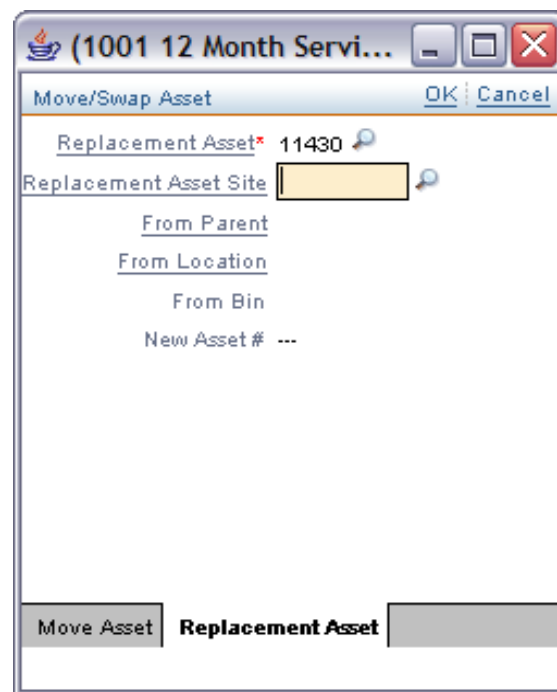 (1001 12 Month Servi...
Move/Swap Asset OK Cancel
Replacement Asset* 11430
Replacement Asset Site
From Parent
From Location
From Bin
New Asset # ---
Move Asset Replacement Asset